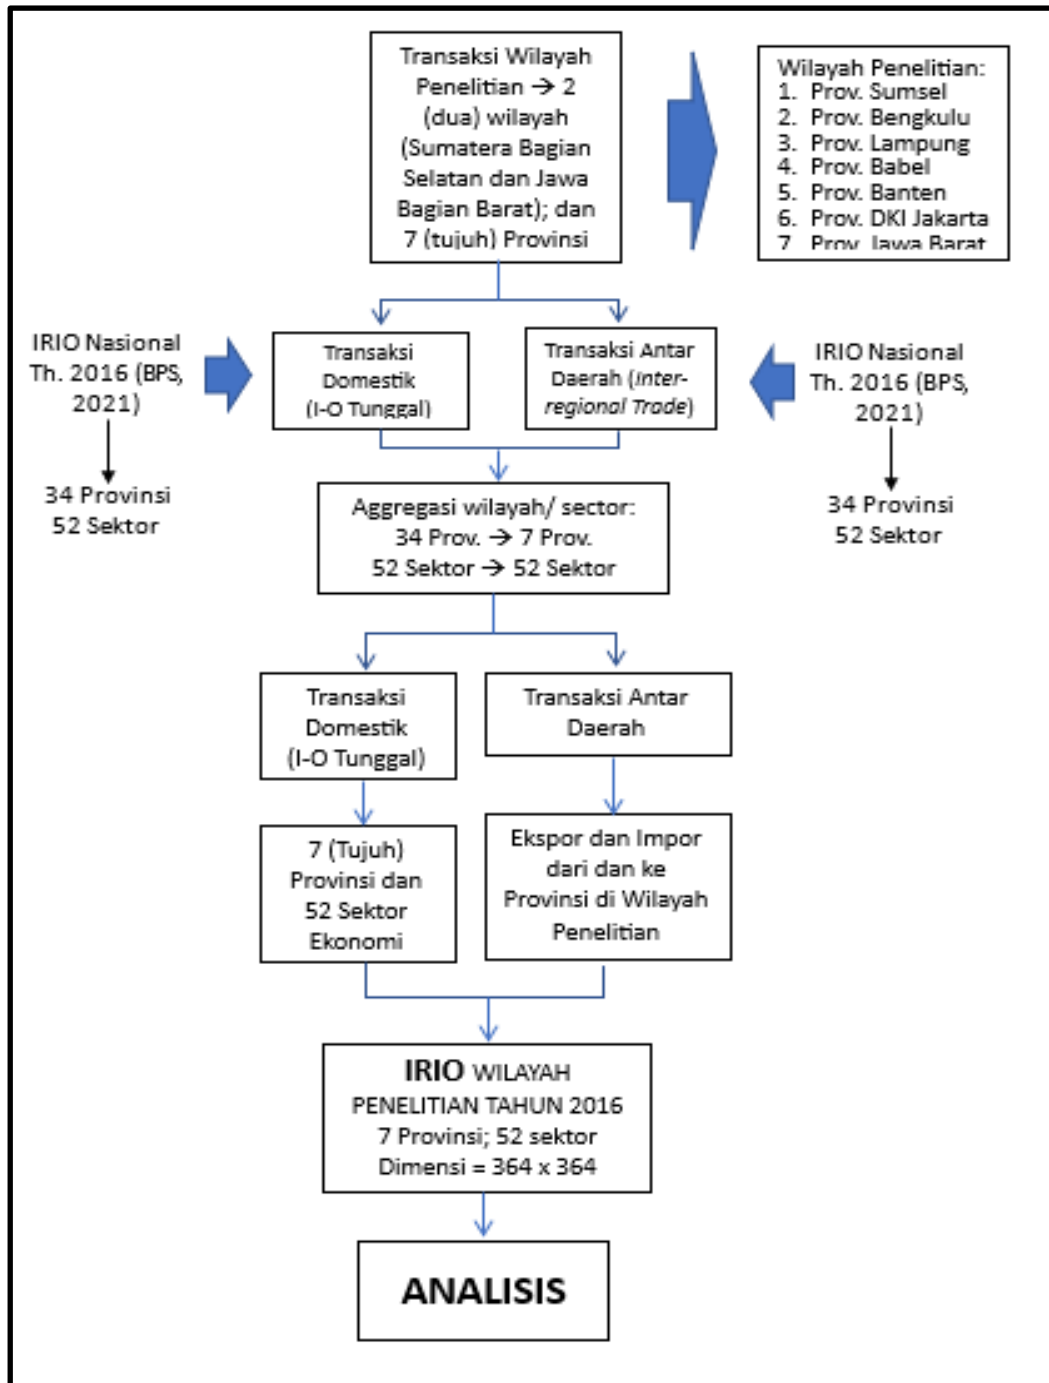 Transaksi Wilayah
Penelitian → 2
(dua) wilayah
(Sumatera Bagian
Selatan dan Jawa
Bagian Barat); dan
7 (tujuh) Provinsi
Wilayah Penelitian:
1. Prov. Sumsel
2. Prov. Bengkulu
3. Prov. Lampung
4. Prov. Babel
5. Prov. Banten
6. Prov. DKI Jakarta
7 Prov. Jawa Barat
IRIO Nasional
Th. 2016 (BPS,
2021)
34 Provinsi
52 Sektor
Transaksi
Domestik
(I-O Tunggal)
Transaksi Antar
Daerah (Inter-
regional Trade)
IRIO Nasional
Th. 2016 (BPS,
2021)
34 Provinsi
52 Sektor
Aggregasi wilayah/ sector:
34 Prov. → 7 Prov.
52 Sektor → 52 Sektor
Transaksi
Domestik
(I-O Tunggal)
Transaksi Antar
Daerah
7 (Tujuh)
Provinsi dan
52 Sektor
Ekonomi
Ekspor dan Impor
dari dan ke
Provinsi di Wilayah
Penelitian
IRIO WILAYAH
PENELITIAN TAHUN 2016
7 Provinsi; 52 sektor
Dimensi = 364 x 364
ANALISIS